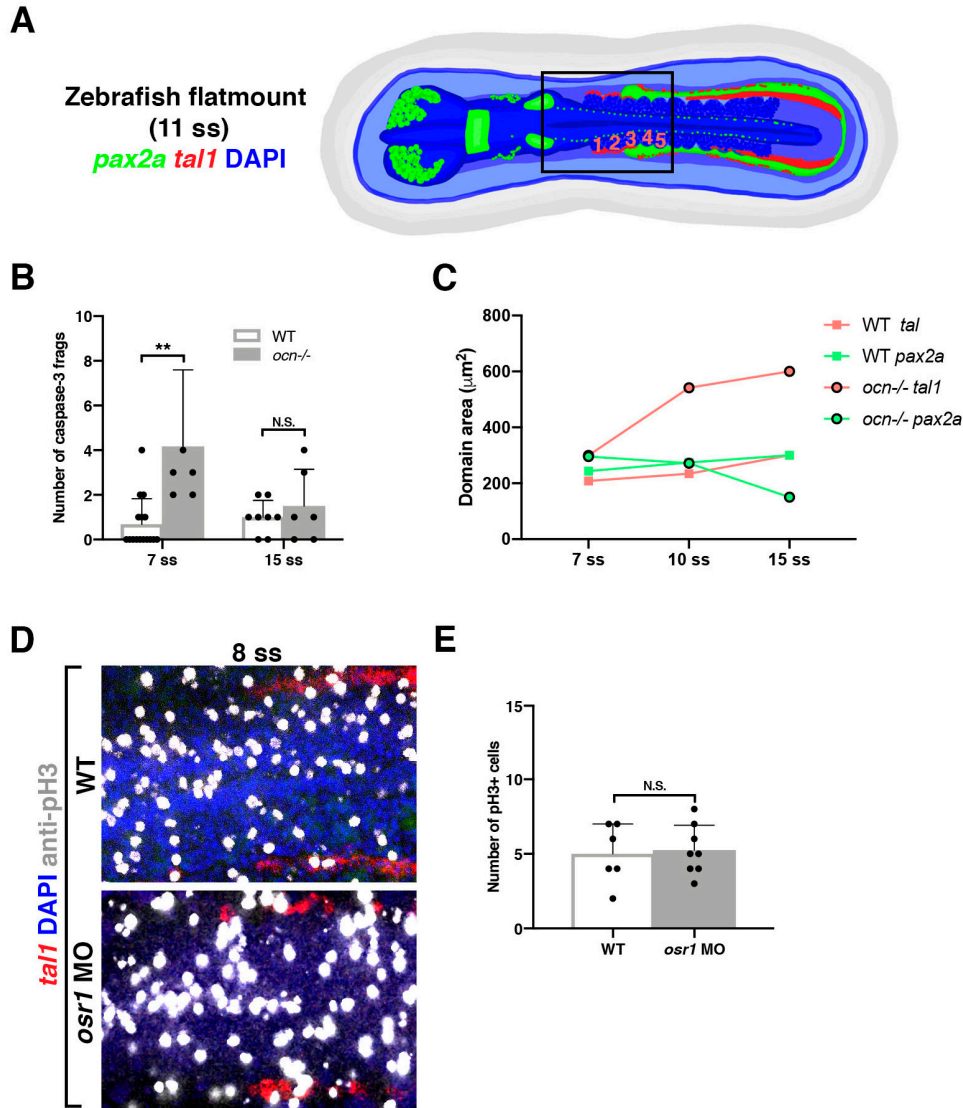 A
Zebrafish flatmount
(11 ss)
pax2a tal1 DAPI
1 2 3 4 5
B
Number of caspase-3 frags
10
8
6
4
2
0
**
N.S.
WT
ocn-/-
7 ss
15 ss
C
Domain area (μm2)
800
600
400
200
0
7 ss
10 ss
15 ss
WT tal
WT pax2a
ocn-/- tal1
ocn-/- pax2a
D
8 ss
tal1 DAPI anti-pH3
WT
osr1 MO
E
Number of pH3+ cells
15
10
5
0
N.S.
WT
osr1 MO